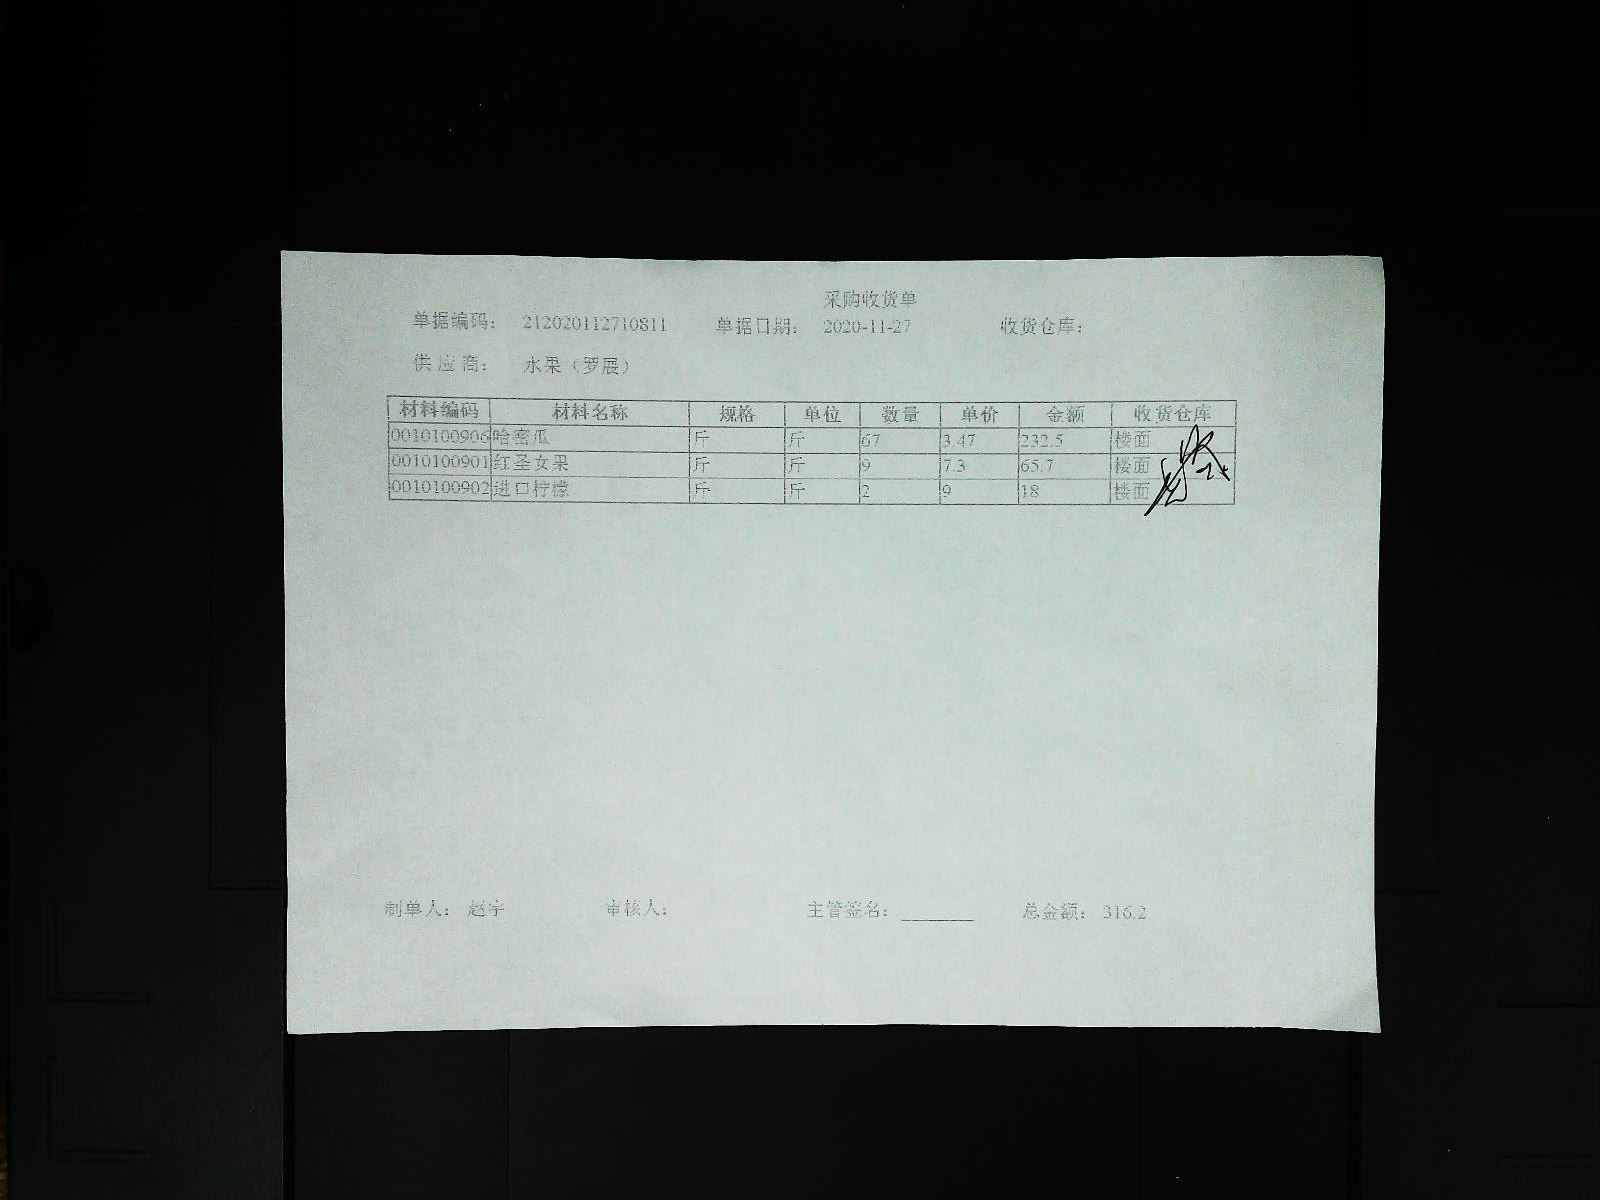 采购收货单
单据编码： 212020112710811 单据日期： 2020-11-27 收货仓库：
供应商： 水果（罗展）
材料编码 材料名称 规格 单位 数量 单价 金额 收货仓库
0010100906 哈密瓜 斤 斤 67 3.47 232.5 楼面
0010100901 红圣女果 斤 斤 9 7.3 65.7 楼面
0010100902 进口柠檬 斤 斤 2 9 18 楼面
制单人： 赵宇 审核人： 主管签名： 总金额： 316.2